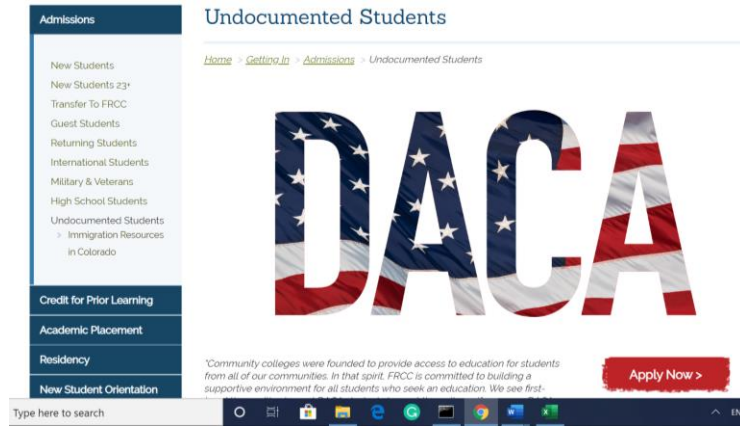 Admissions
New Students
New Students 23+
Transfer To FRCC
Guest Students
Returning Students
International Students
Military & Veterans
High School Students
Undocumented Students
> Immigration Resources
in Colorado
Credit for Prior Learning
Academic Placement
Residency
New Student Orientation
Undocumented Students
Home > Getting In > Admissions > Undocumented Students
DACA
"Community colleges were founded to provide access to education for students
from all of our communities. In that spirit, FRCC is committed to building a
supportive environment for all students who seek an education. We see first-
Apply Now >
Type here to search
EN